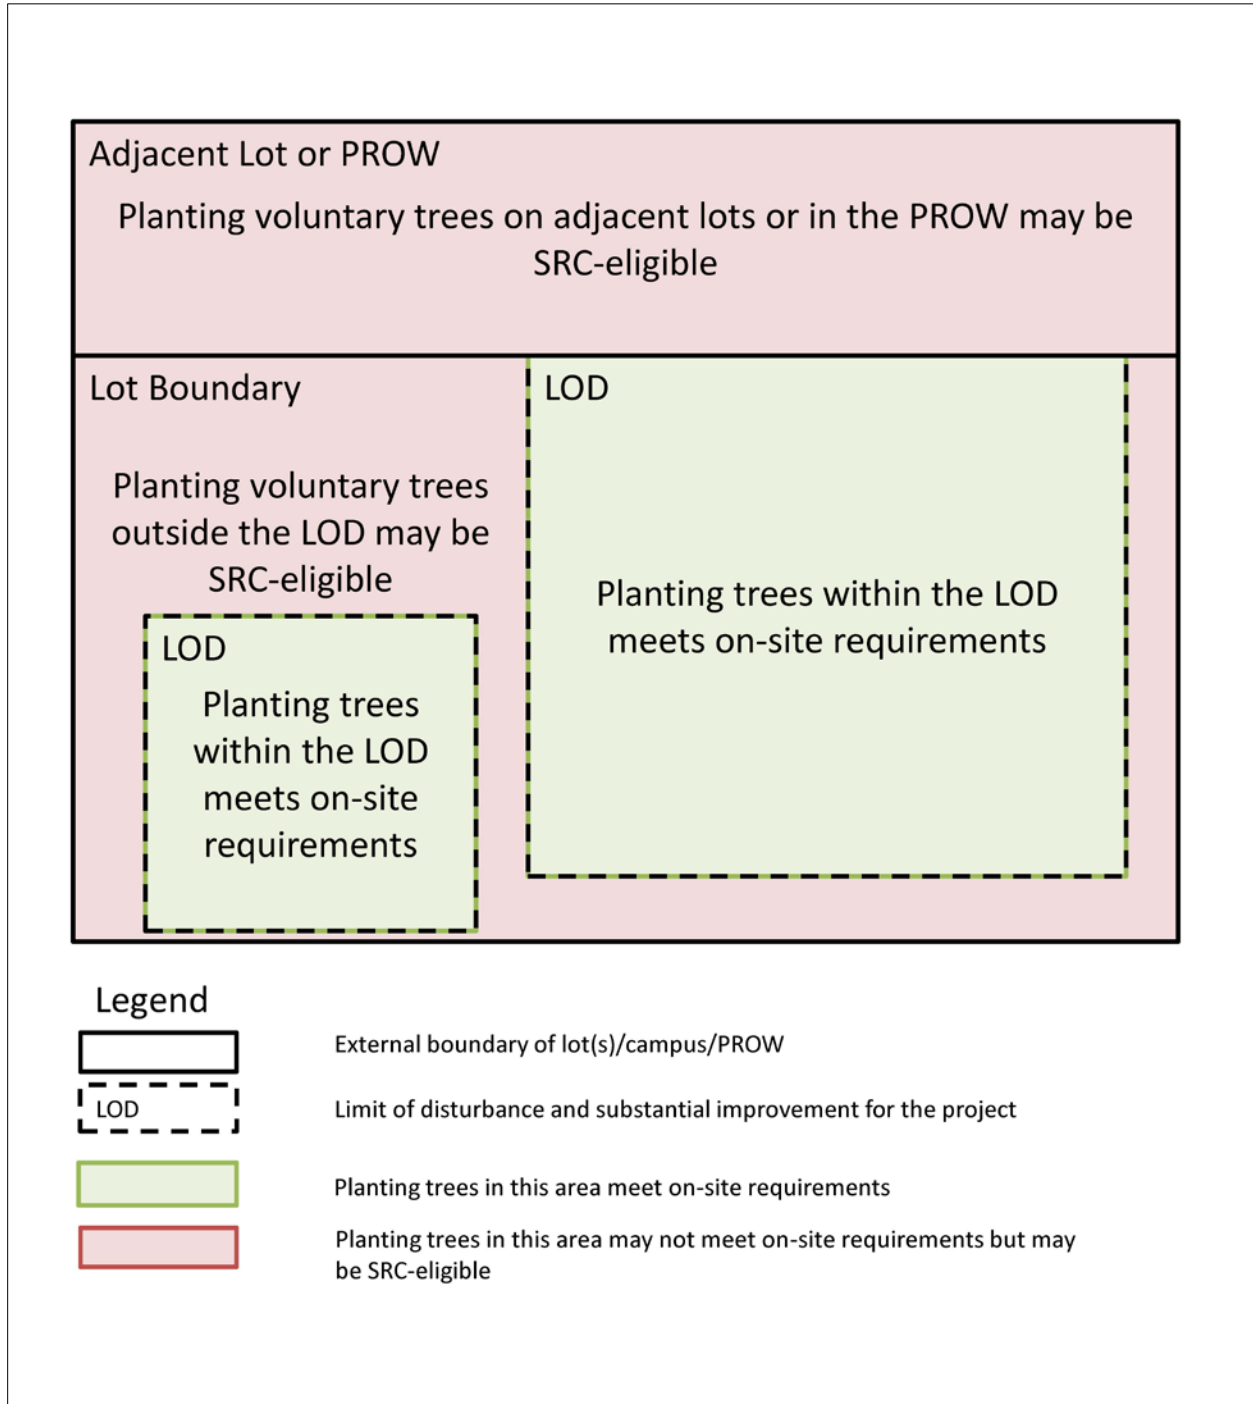 Adjacent Lot or PROW
Planting voluntary trees on adjacent lots or in the PROW may be
SRC-eligible
Lot Boundary
Planting voluntary trees
outside the LOD may be
SRC-eligible
LOD
Planting trees
within the LOD
meets on-site
requirements
LOD
Planting trees within the LOD
meets on-site requirements
Legend
External boundary of lot(s)/campus/PROW
LOD
Limit of disturbance and substantial improvement for the project
Planting trees in this area meet on-site requirements
Planting trees in this area may not meet on-site requirements but may
be SRC-eligible